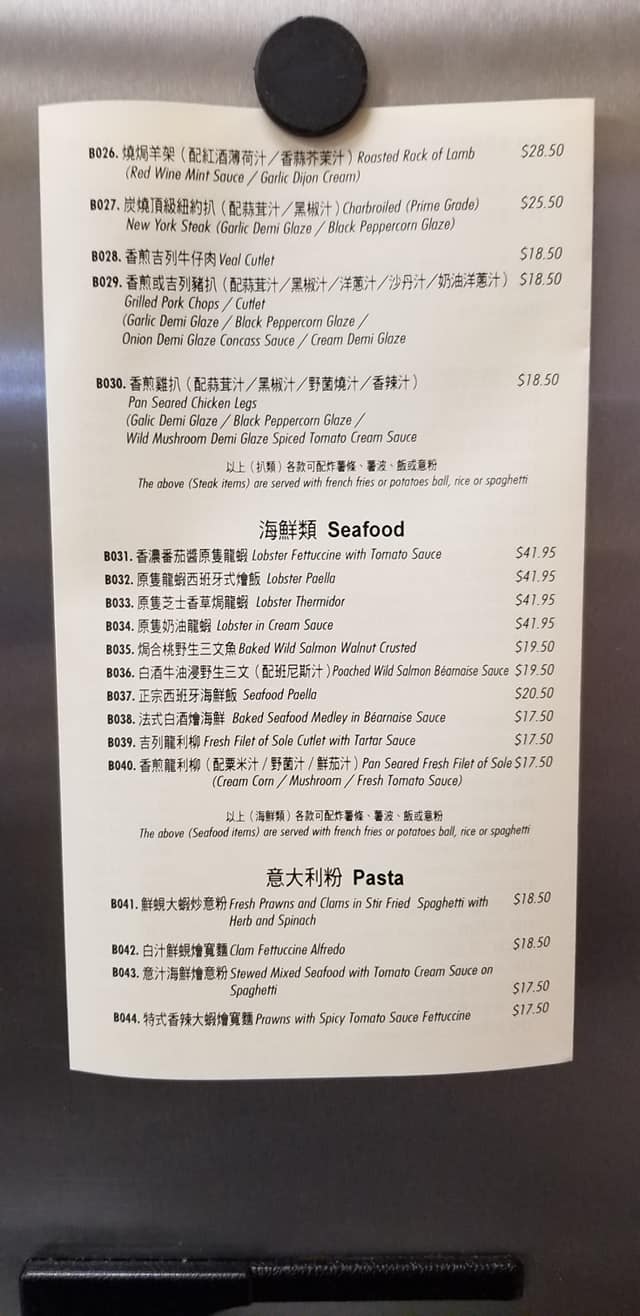 B026. 燒焗羊架（配紅酒薄荷汁／香蒜芥茉汁）Roasted Rack of Lamb $28.50
(Red Wine Mint Sauce / Garlic Dijon Cream)
B027. 炭燒頂級紐約扒（配蒜茸汁／黑椒汁）Charbroiled (Prime Grade) $25.50
New York Steak (Garlic Demi Glaze / Black Peppercorn Glaze)
B028. 香煎吉列牛仔肉 Veal Cutlet $18.50
B029. 香煎或吉列豬扒（配蒜茸汁／黑椒汁／洋蔥汁／沙丹汁／奶油洋蔥汁） $18.50
Grilled Pork Chops / Cutlet
(Garlic Demi Glaze / Black Peppercorn Glaze /
Onion Demi Glaze Concass Sauce / Cream Demi Glaze
B030. 香煎雞扒（配蒜茸汁／黑椒汁／野菌燒汁／香辣汁） $18.50
Pan Seared Chicken Legs
(Galic Demi Glaze / Black Peppercorn Glaze /
Wild Mushroom Demi Glaze Spiced Tomato Cream Sauce
以上（扒類）各款可配炸薯條、薯波、飯或意粉
The above (Steak items) are served with french fries or potatoes ball, rice or spaghetti
海鮮類 Seafood
B031. 香濃番茄醬原隻龍蝦 Lobster Fettuccine with Tomato Sauce $41.95
B032. 原隻龍蝦西班牙式燴飯 Lobster Paella $41.95
B033. 原隻芝士香草焗龍蝦 Lobster Thermidor $41.95
B034. 原隻奶油龍蝦 Lobster in Cream Sauce $41.95
B035. 焗合桃野生三文魚 Baked Wild Salmon Walnut Crusted $19.50
B036. 白酒牛油浸野生三文（配班尼斯汁）Poached Wild Salmon Béarnaise Sauce $19.50
B037. 正宗西班牙海鮮飯 Seafood Paella $20.50
B038. 法式白酒燴海鮮 Baked Seafood Medley in Béarnaise Sauce $17.50
B039. 吉列龍利柳 Fresh Filet of Sole Cutlet with Tartar Sauce $17.50
B040. 香煎龍利柳（配粟米汁／野菌汁／鮮茄汁）Pan Seared Fresh Filet of Sole $17.50
(Cream Corn / Mushroom / Fresh Tomato Sauce)
以上（海鮮類）各款可配炸薯條、薯波、飯或意粉
The above (Seafood items) are served with french fries or potatoes ball, rice or spaghetti
意大利粉 Pasta
B041. 鮮蜆大蝦炒意粉 Fresh Prawns and Clams in Stir Fried Spaghetti with $18.50
Herb and Spinach
B042. 白汁鮮蜆燴寬麵 Clam Fettuccine Alfredo $18.50
B043. 意汁海鮮燴意粉 Stewed Mixed Seafood with Tomato Cream Sauce on
Spaghetti $17.50
B044. 特式香辣大蝦燴寬麵 Prawns with Spicy Tomato Sauce Fettuccine $17.50